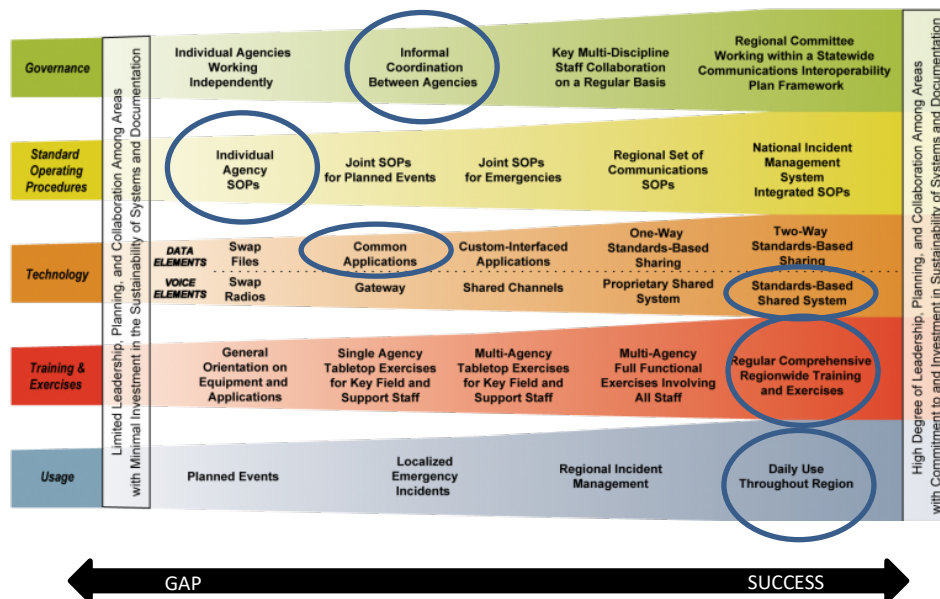 Governance
Individual Agencies
Working
Independently
Informal
Coordination
Between Agencies
Key Multi-Discipline
Staff Collaboration
on a Regular Basis
Regional Committee
Working within a Statewide
Communications Interoperability
Plan Framework
Standard
Operating
Procedures
Individual
Agency
SOPs
Joint SOPs
for Planned Events
Joint SOPs
for Emergencies
Regional Set of
Communications
SOPs
National Incident
Management
System
Integrated SOPs
Technology
DATA
ELEMENTS
Swap
Files
Common
Applications
Custom-Interfaced
Applications
One-Way
Standards-Based
Sharing
Two-Way
Standards-Based
Sharing
VOICE
ELEMENTS
Swap
Radios
Gateway
Shared Channels
Proprietary Shared
System
Standards-Based
Shared System
Training &
Exercises
General
Orientation on
Equipment and
Applications
Single Agency
Tabletop Exercises
for Key Field and
Support Staff
Multi-Agency
Tabletop Exercises
for Key Field and
Support Staff
Multi-Agency
Full Functional
Exercises Involving
All Staff
Regular Comprehensive
Regionwide Training
and Exercises
Usage
Planned Events
Localized
Emergency
Incidents
Regional Incident
Management
Daily Use
Throughout Region
Limited Leadership, Planning, and Collaboration Among Areas
with Minimal Investment in the Sustainability of Systems and Documentation
High Degree of Leadership, Planning, and Collaboration Among Areas
with Commitment to and Investment in Sustainability of Systems and Documentation
GAP
SUCCESS